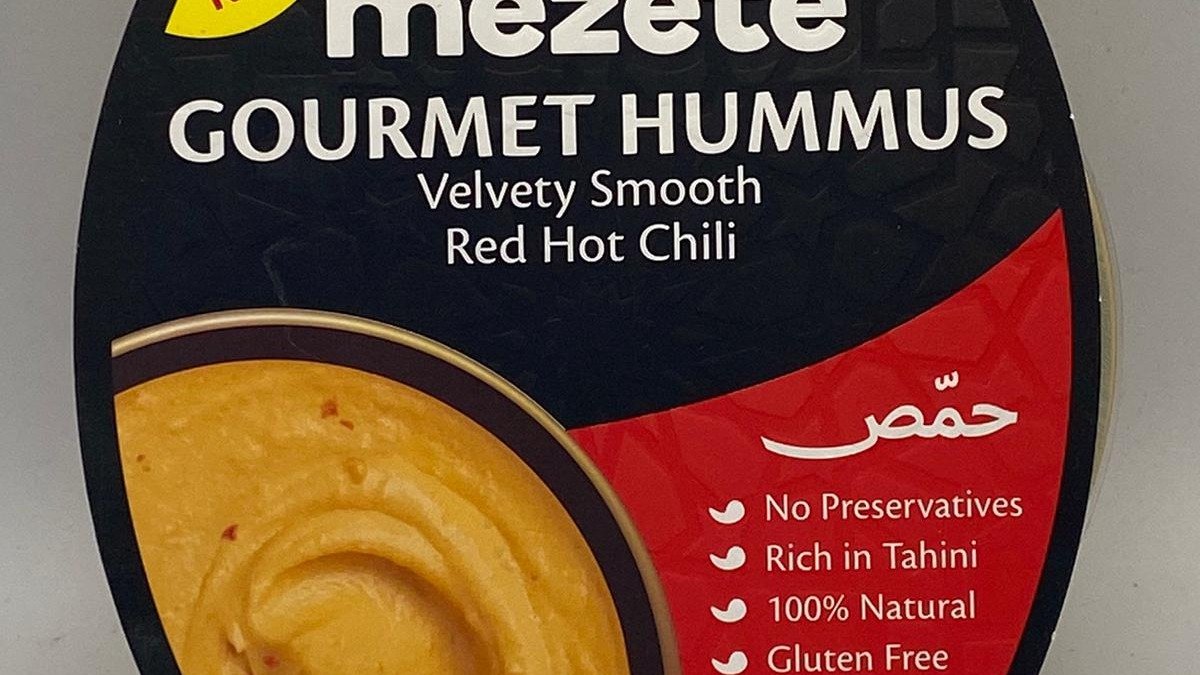 mezete
GOURMET HUMMUS
Velvety Smooth
Red Hot Chili
حمّص
No Preservatives
Rich in Tahini
100% Natural
Gluten Free